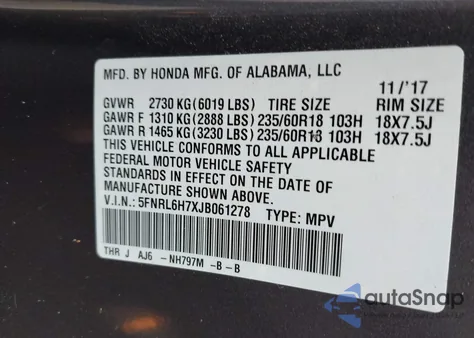 MFD. BY HONDA MFG. OF ALABAMA, LLC
11/'17
GVWR 2730 KG(6019 LBS) TIRE SIZE RIM SIZE
GAWR F 1310 KG(2888 LBS) 235/60R18 103H 18X7.5J
GAWR R 1465 KG(3230 LBS) 235/60R18 103H 18X7.5J
THIS VEHICLE CONFORMS TO ALL APPLICABLE
FEDERAL MOTOR VEHICLE SAFETY
STANDARDS IN EFFECT ON THE DATE OF
MANUFACTURE SHOWN ABOVE.
V.I.N.: 5FNRL6H7XJB061278 TYPE: MPV
THR J AJ6 -NH797M -B -B
autoSnap